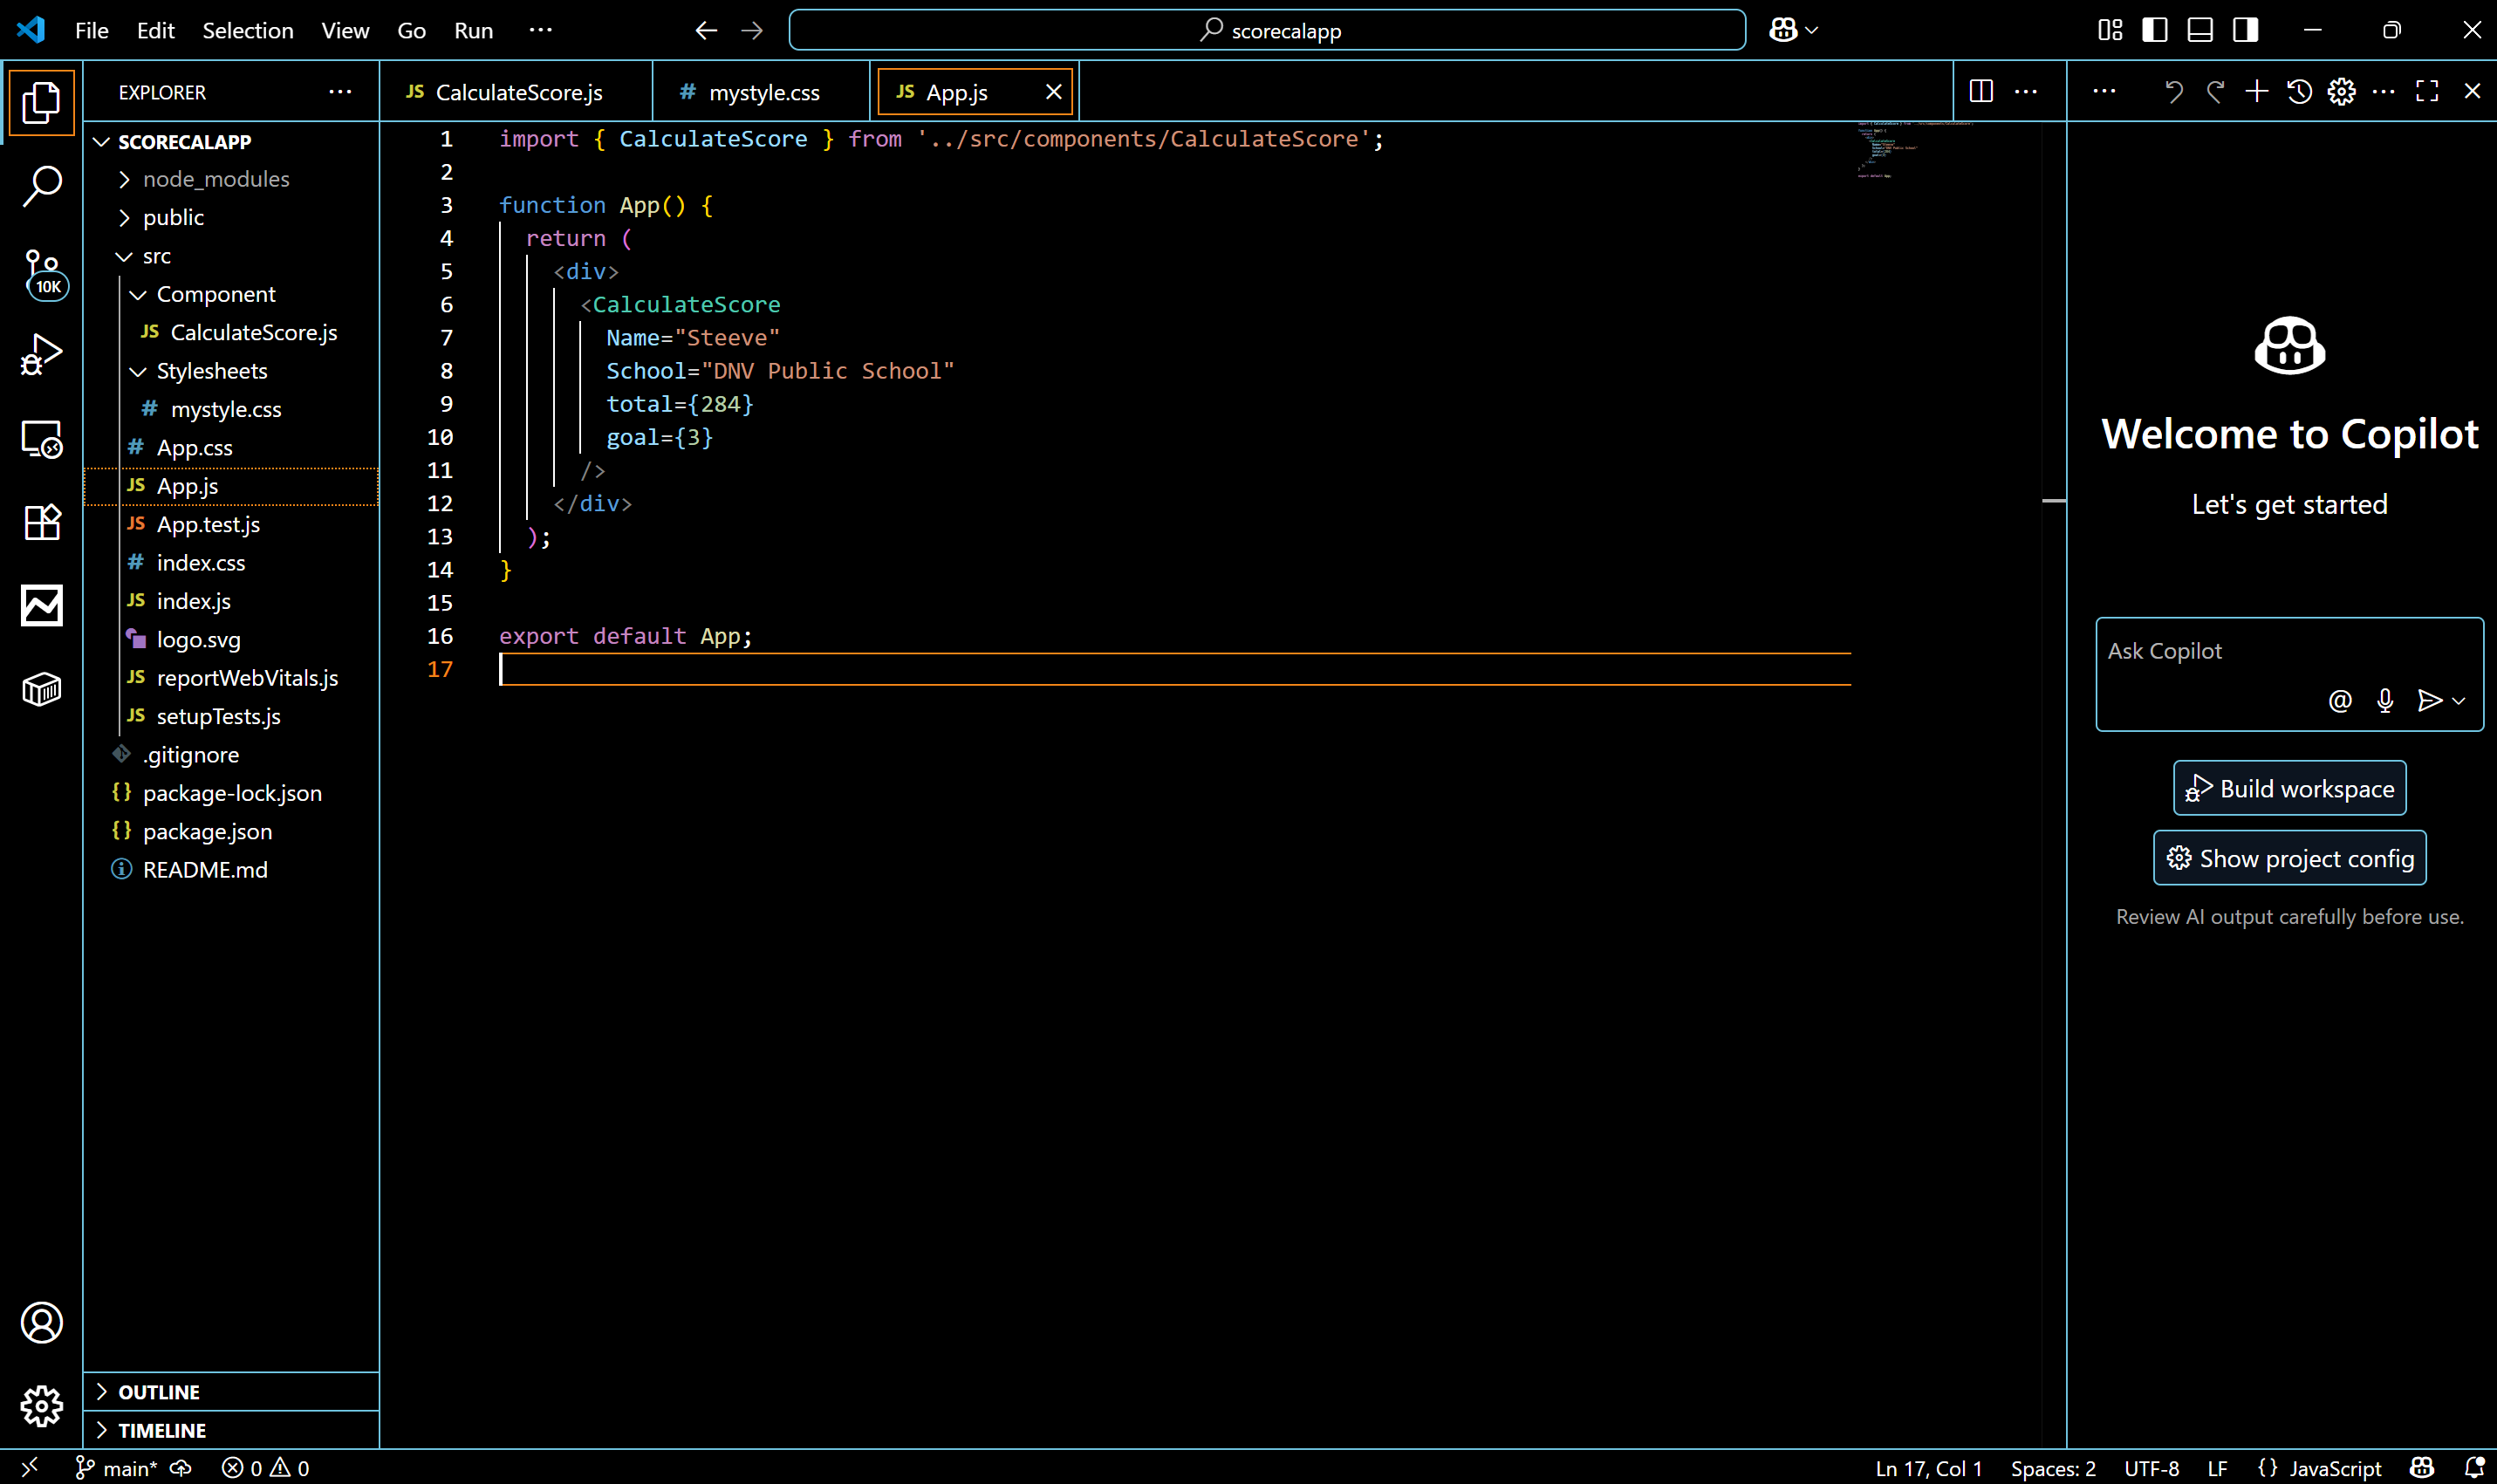 File Edit Selection View Go Run ···
scorecalapp
EXPLORER ···
CalculateScore.js
mystyle.css
App.js
SCORECALAPP
node_modules
public
src
Component
JS CalculateScore.js
Stylesheets
# mystyle.css
# App.css
JS App.js
JS App.test.js
# index.css
JS index.js
logo.svg
JS reportWebVitals.js
JS setupTests.js
.gitignore
{} package-lock.json
{} package.json
README.md
OUTLINE
TIMELINE
10K
1 import { CalculateScore } from '../src/components/CalculateScore';
2
3 function App() {
4 return (
5 <div>
6 <CalculateScore
7 Name="Steeve"
8 School="DNV Public School"
9 total={284}
10 goal={3}
11 />
12 </div>
13 );
14 }
15
16 export default App;
17
Welcome to Copilot
Let's get started
Ask Copilot
@
Build workspace
Show project config
Review AI output carefully before use.
main* 0 0 Ln 17, Col 1 Spaces: 2 UTF-8 LF {} JavaScript